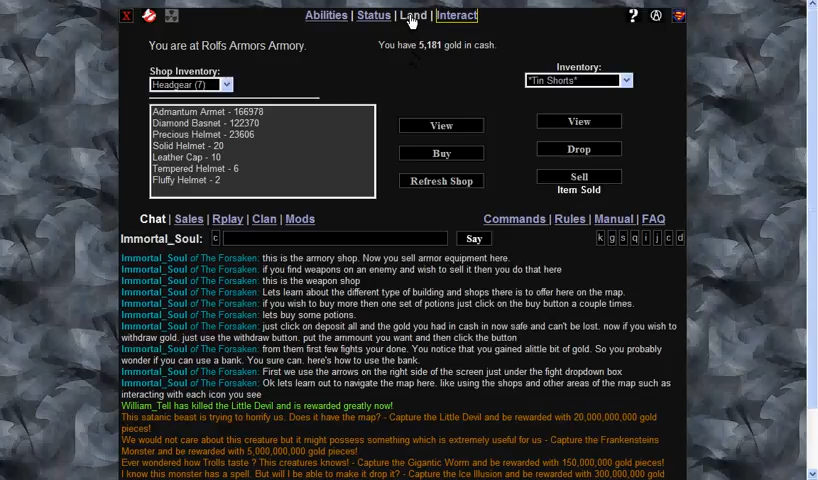 X Abilities | Status | Land | Interact ?
You are at Rolfs Armors Armory. You have 5,181 gold in cash.
Shop Inventory: Inventory:
Headgear (7) *Tin Shorts*
Admantum Armet - 166978
Diamond Basnet - 122370
Precious Helmet - 23606
Solid Helmet - 20
Leather Cap - 10
Tempered Helmet - 6
Fluffy Helmet - 2
View View
Buy Drop
Refresh Shop Sell
Item Sold
Chat | Sales | Rplay | Clan | Mods Commands | Rules | Manual | FAQ
Immortal_Soul: c Say k g s q i j c d
Immortal_Soul of The Forsaken: this is the armory shop. Now you sell armor equipment here.
Immortal_Soul of The Forsaken: if you find weapons on an enemy and wish to sell it then you do that here
Immortal_Soul of The Forsaken: this is the weapon shop
Immortal_Soul of The Forsaken: Lets learn about the different type of building and shops there is to offer here on the map.
Immortal_Soul of The Forsaken: if you wish to buy more then one set of potions just click on the buy button a couple times.
Immortal_Soul of The Forsaken: lets buy some potions.
Immortal_Soul of The Forsaken: just click on deposit all and the gold you had in cash in now safe and can't be lost. now if you wish to
withdraw gold. just use the withdraw button. put the ammount you want and then click the button
Immortal_Soul of The Forsaken: from them first few fights your done. You notice that you gained alittle bit of gold. So you probably
wonder if you can use a bank. You sure can. here's how to use the bank.
Immortal_Soul of The Forsaken: First we use the arrows on the right side of the screen just under the fight dropdown box
Immortal_Soul of The Forsaken: Ok lets learn out to navigate the map here. like using the shops and other areas of the map such as
interacting with each icon you see
William_Tell has killed the Little Devil and is rewarded greatly now!
This satanic beast is trying to horrify us. Does it have the map? - Capture the Little Devil and be rewarded with 20,000,000,000 gold
pieces!
We would not care about this creature but it might possess something which is extremely useful for us - Capture the Frankensteins
Monster and be rewarded with 5,000,000,000 gold pieces!
Ever wondered how Trolls taste ? This creatures knows! - Capture the Gigantic Worm and be rewarded with 150,000,000 gold pieces!
I know this monster has a spell. But will I be able to make it drop it? - Capture the Ice Illusion and be rewarded with 300,000,000 gold